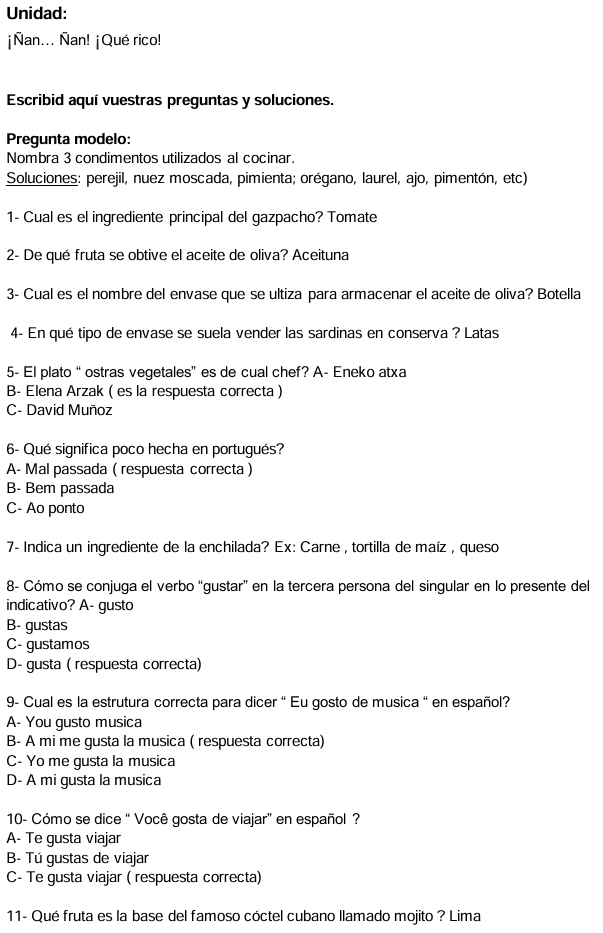 Unidad:
¡Ñan... Ñan! ¡Qué rico!
Escribid aquí vuestras preguntas y soluciones.
Pregunta modelo:
Nombra 3 condimentos utilizados al cocinar.
Soluciones: perejil, nuez moscada, pimienta; orégano, laurel, ajo, pimentón, etc)
1- Cual es el ingrediente principal del gazpacho? Tomate
2- De qué fruta se obtive el aceite de oliva? Aceituna
3- Cual es el nombre del envase que se ultiza para armacenar el aceite de oliva? Botella
4- En qué tipo de envase se suela vender las sardinas en conserva ? Latas
5- El plato “ ostras vegetales” es de cual chef? A- Eneko atxa
B- Elena Arzak ( es la respuesta correcta )
C- David Muñoz
6- Qué significa poco hecha en portugués?
A- Mal passada ( respuesta correcta )
B- Bem passada
C- Ao ponto
7- Indica un ingrediente de la enchilada? Ex: Carne , tortilla de maíz , queso
8- Cómo se conjuga el verbo “gustar” en la tercera persona del singular en lo presente del
indicativo? A- gusto
B- gustas
C- gustamos
D- gusta ( respuesta correcta)
9- Cual es la estrutura correcta para dicer “ Eu gosto de musica “ en español?
A- You gusto musica
B- A mi me gusta la musica ( respuesta correcta)
C- Yo me gusta la musica
D- A mi gusta la musica
10- Cómo se dice “ Você gosta de viajar” en español ?
A- Te gusta viajar
B- Tú gustas de viajar
C- Te gusta viajar ( respuesta correcta)
11- Qué fruta es la base del famoso cóctel cubano llamado mojito ? Lima